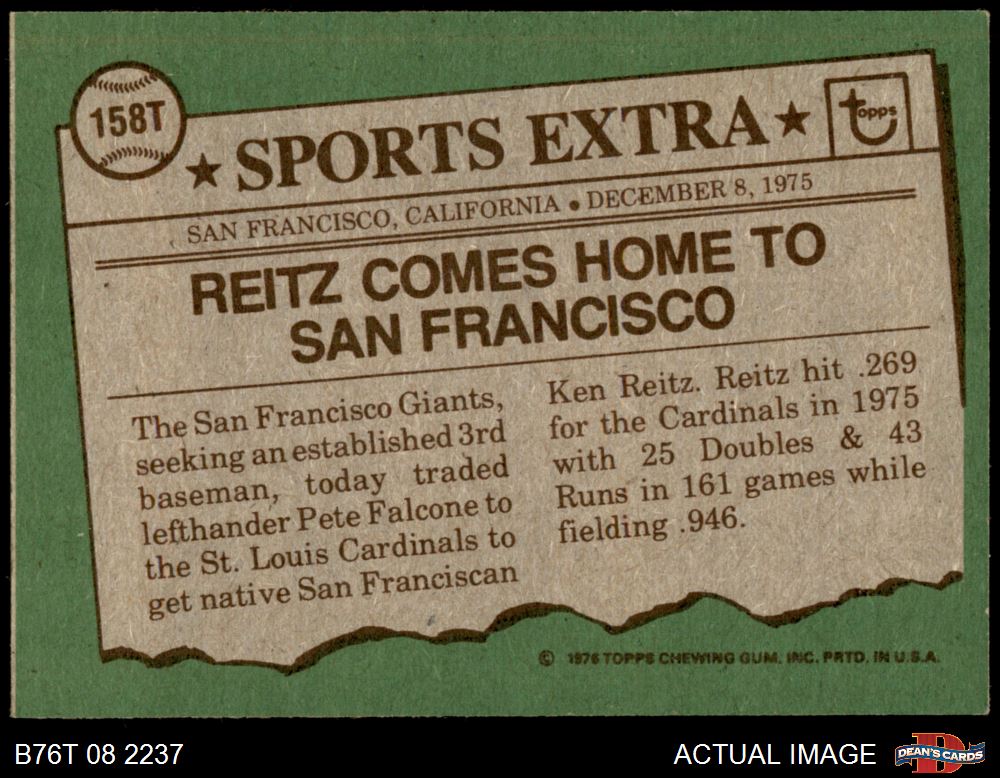 158T
★ SPORTS EXTRA ★
topps
SAN FRANCISCO, CALIFORNIA • DECEMBER 8, 1975
REITZ COMES HOME TO
SAN FRANCISCO
The San Francisco Giants,
seeking an established 3rd
baseman, today traded
lefthander Pete Falcone to
the St. Louis Cardinals to
get native San Franciscan
Ken Reitz. Reitz hit .269
for the Cardinals in 1975
with 25 Doubles & 43
Runs in 161 games while
fielding .946.
© 1976 TOPPS CHEWING GUM, INC. PRTD. IN U.S.A.
B76T 08 2237
ACTUAL IMAGE
DEAN'S CARDS